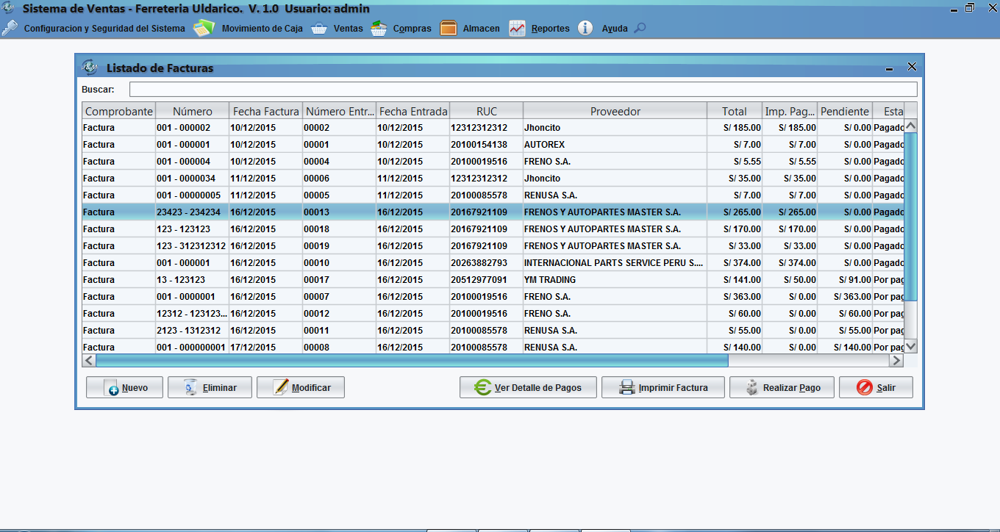 Sistema de Ventas - Ferreteria Uldarico.  V. 1.0  Usuario: admin
Configuracion y Seguridad del Sistema Movimiento de Caja Ventas Compras Almacen Reportes Ayuda
Listado de Facturas
Buscar:
Comprobante Número Fecha Factura Número Entr... Fecha Entrada RUC Proveedor Total Imp. Pag... Pendiente Esta
Factura 001 - 000002 10/12/2015 00002 10/12/2015 12312312312 Jhoncito S/ 185.00 S/ 185.00 S/ 0.00 Pagado
Factura 001 - 000001 10/12/2015 00001 10/12/2015 20100154138 AUTOREX S/ 7.00 S/ 7.00 S/ 0.00 Pagado
Factura 001 - 000004 10/12/2015 00004 10/12/2015 20100019516 FRENO S.A. S/ 5.55 S/ 5.55 S/ 0.00 Pagado
Factura 001 - 0000034 11/12/2015 00006 11/12/2015 12312312312 Jhoncito S/ 35.00 S/ 35.00 S/ 0.00 Pagado
Factura 001 - 00000005 11/12/2015 00005 11/12/2015 20100085578 RENUSA S.A. S/ 7.00 S/ 7.00 S/ 0.00 Pagado
Factura 23423 - 234234 16/12/2015 00013 16/12/2015 20167921109 FRENOS Y AUTOPARTES MASTER S.A. S/ 265.00 S/ 265.00 S/ 0.00 Pagado
Factura 123 - 123123 16/12/2015 00018 16/12/2015 20167921109 FRENOS Y AUTOPARTES MASTER S.A. S/ 170.00 S/ 170.00 S/ 0.00 Pagado
Factura 123 - 312312312 16/12/2015 00019 16/12/2015 20167921109 FRENOS Y AUTOPARTES MASTER S.A. S/ 33.00 S/ 33.00 S/ 0.00 Pagado
Factura 001 - 000001 16/12/2015 00010 16/12/2015 20263882793 INTERNACIONAL PARTS SERVICE PERU S.... S/ 374.00 S/ 374.00 S/ 0.00 Pagado
Factura 13 - 123123 16/12/2015 00017 16/12/2015 20512977091 YM TRADING S/ 141.00 S/ 50.00 S/ 91.00 Por pag
Factura 001 - 0000001 16/12/2015 00007 16/12/2015 20100019516 FRENO S.A. S/ 363.00 S/ 0.00 S/ 363.00 Por pag
Factura 12312 - 123123... 16/12/2015 00012 16/12/2015 20100019516 FRENO S.A. S/ 60.00 S/ 0.00 S/ 60.00 Por pag
Factura 2123 - 1312312 16/12/2015 00011 16/12/2015 20100085578 RENUSA S.A. S/ 55.00 S/ 0.00 S/ 55.00 Por pag
Factura 001 - 000000001 17/12/2015 00008 16/12/2015 20100085578 RENUSA S.A. S/ 140.00 S/ 0.00 S/ 140.00 Por pag
Nuevo Eliminar Modificar Ver Detalle de Pagos Imprimir Factura Realizar Pago Salir